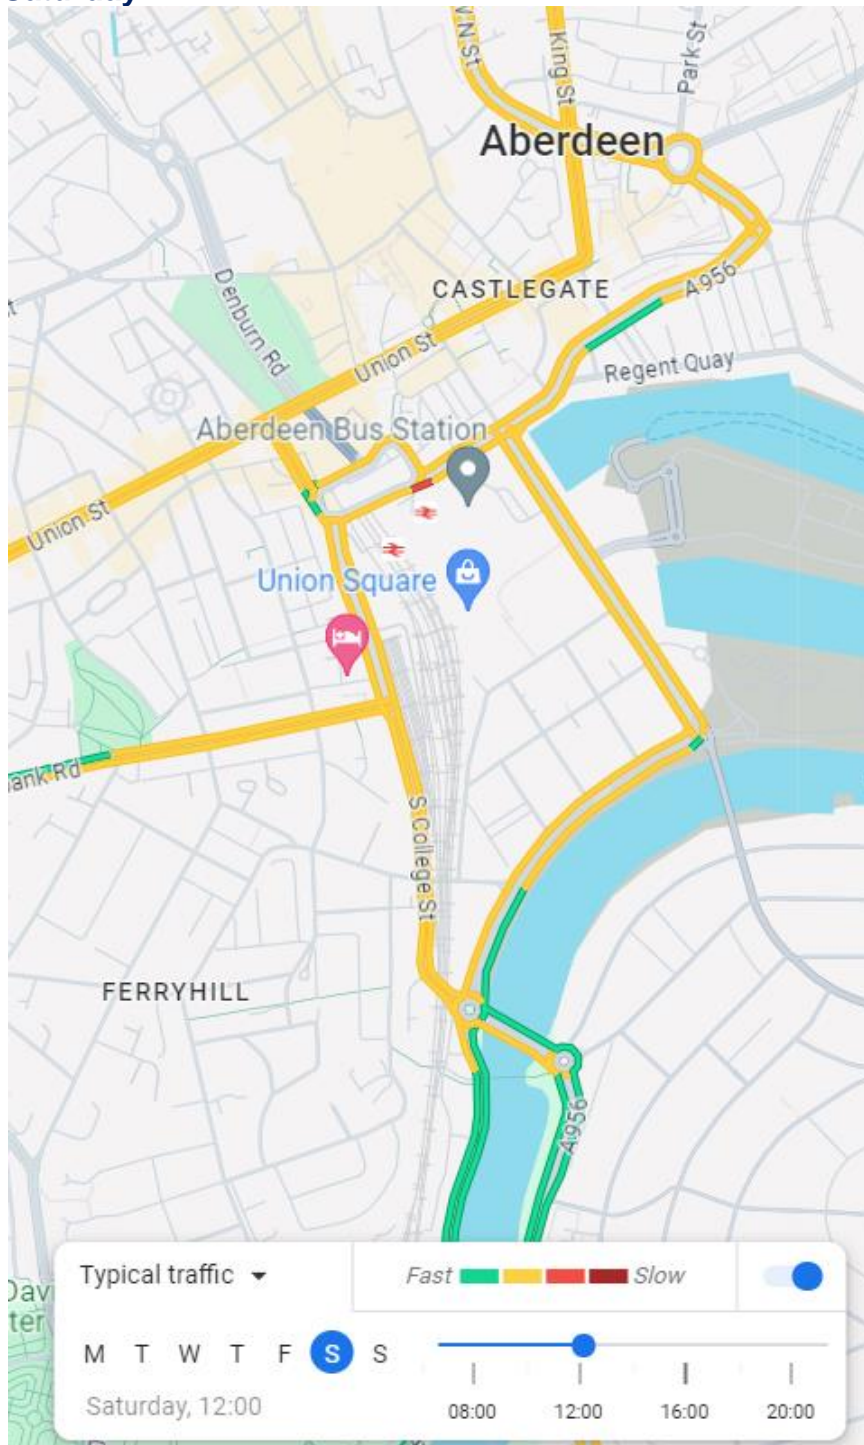 Saturday
King St
Park St
Aberdeen
CASTLEGATE
A956
Denburn Rd
Union St
Regent Quay
Aberdeen Bus Station
Union St
Union Square
S College St
FERRYHILL
A956
Typical traffic
Fast
Slow
M T W T F S S
Saturday, 12:00
08:00 12:00 16:00 20:00